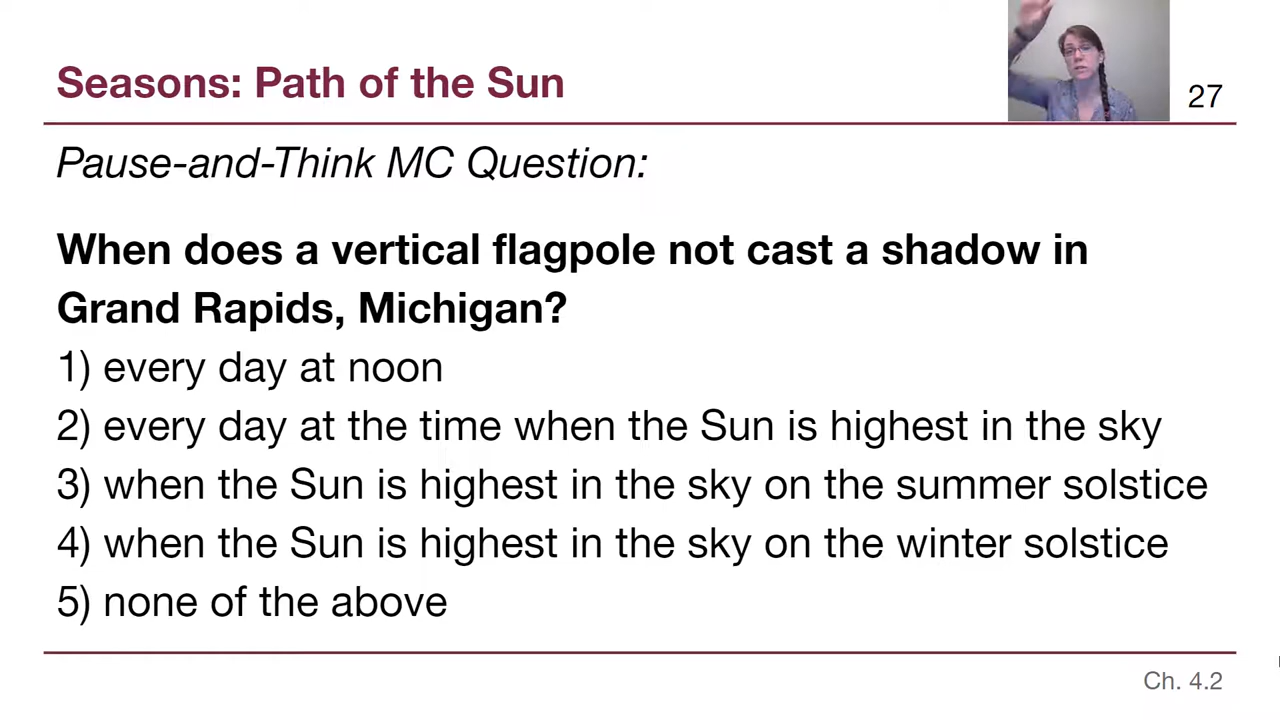 Seasons: Path of the Sun
27
Pause-and-Think MC Question:
When does a vertical flagpole not cast a shadow in
Grand Rapids, Michigan?
1) every day at noon
2) every day at the time when the Sun is highest in the sky
3) when the Sun is highest in the sky on the summer solstice
4) when the Sun is highest in the sky on the winter solstice
5) none of the above
Ch. 4.2